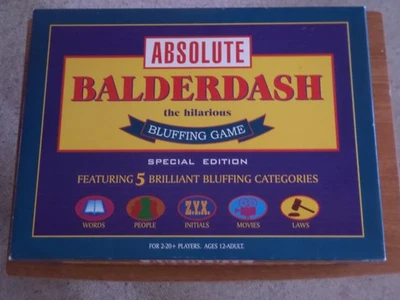 ABSOLUTE
BALDERDASH
the hilarious
BLUFFING GAME
SPECIAL EDITION
FEATURING 5 BRILLIANT BLUFFING CATEGORIES
Z.Y.X.
WORDS PEOPLE INITIALS MOVIES LAWS
FOR 2-20+ PLAYERS. AGES 12-ADULT.